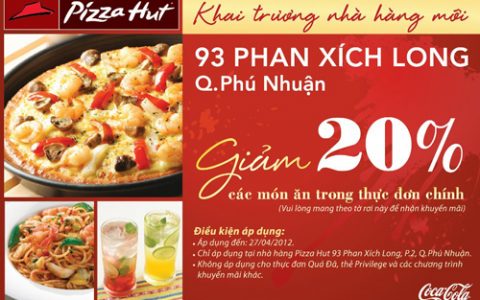 Pizza Hut
Khai trương nhà hàng mới
93 PHAN XÍCH LONG
Q.Phú Nhuận
Giảm 20%
các món ăn trong thực đơn chính
(Vui lòng mang theo tờ rơi này để nhận khuyến mãi)
Điều kiện áp dụng:
• Áp dụng đến: 27/04/2012.
• Chỉ áp dụng tại nhà hàng Pizza Hut 93 Phan Xích Long, P.2, Q.Phú Nhuận.
• Không áp dụng cho thực đơn Quá Đã, thẻ Privilege và các chương trình
khuyến mãi khác.
Coca-Cola